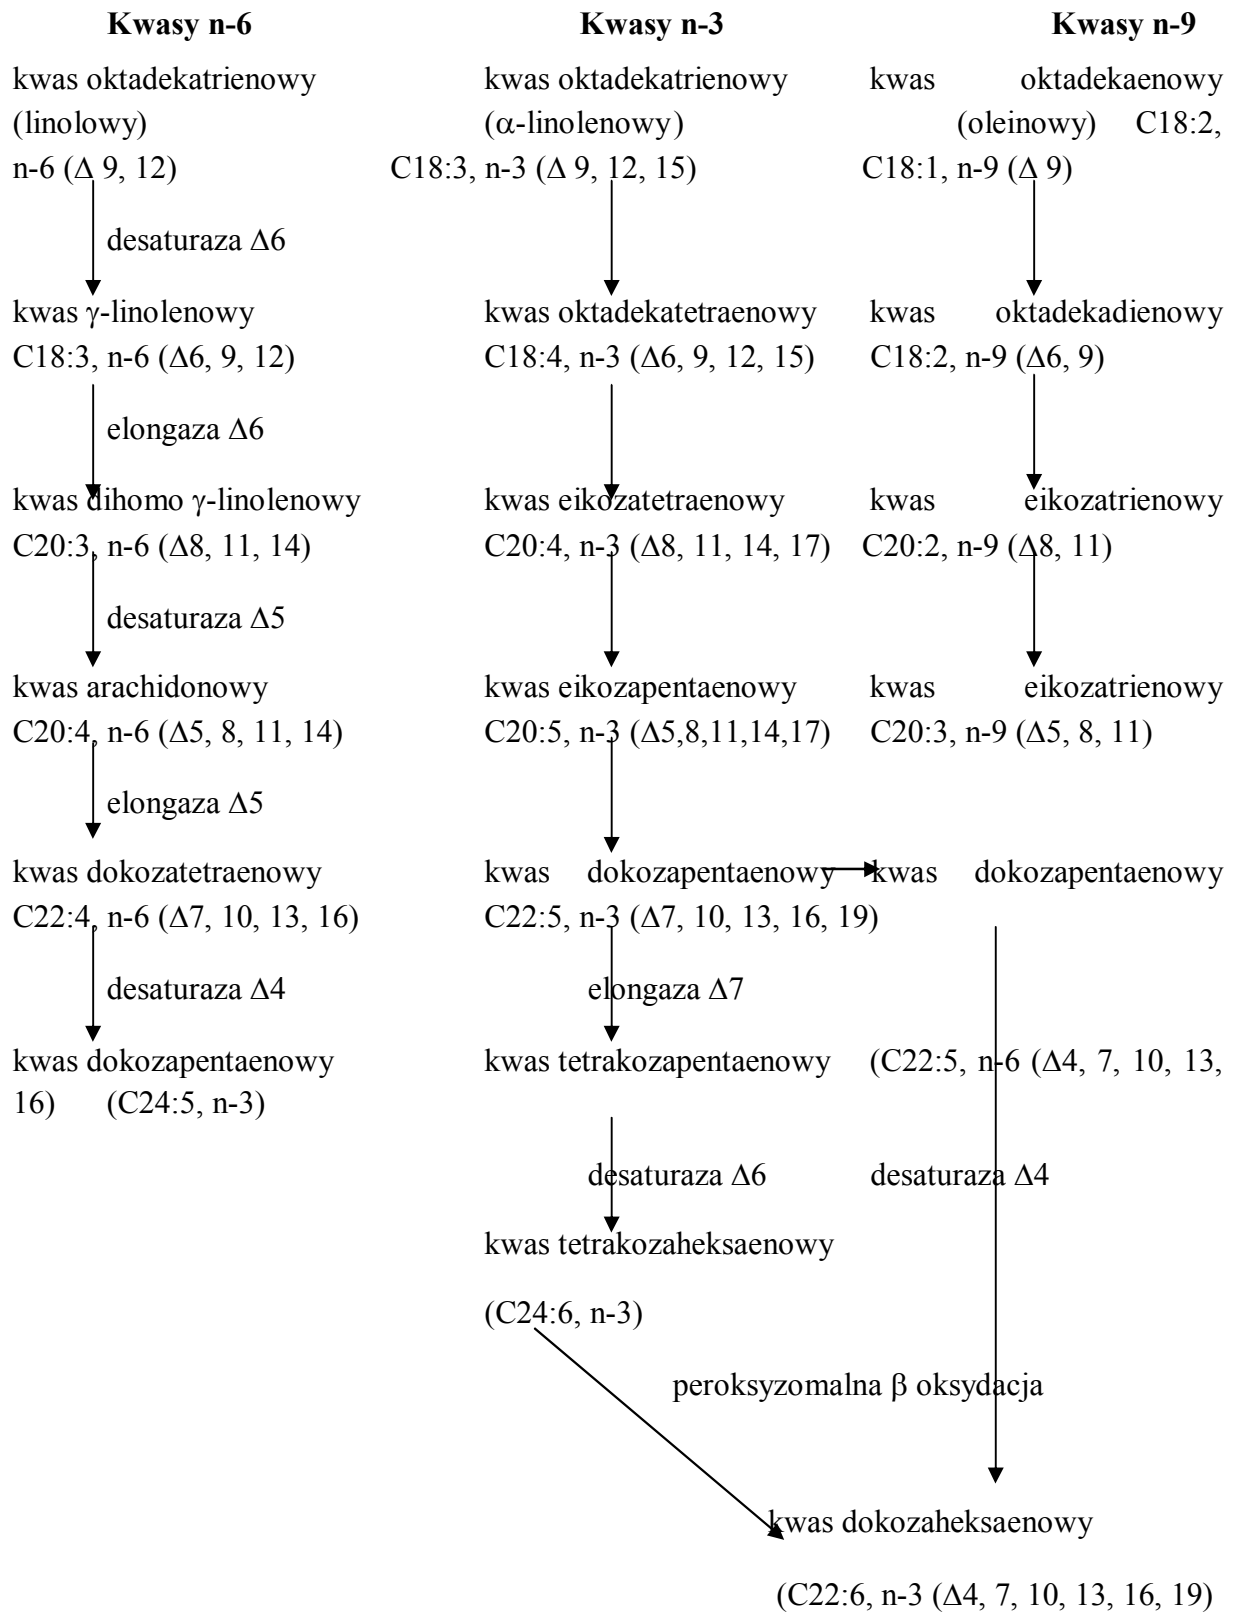 Kwasy n-6 Kwasy n-3 Kwasy n-9
kwas oktadekatrienowy kwas oktadekatrienowy kwas oktadekaenowy
(linolowy) (α-linolenowy) (oleinowy) C18:2,
n-6 (Δ 9, 12) C18:3, n-3 (Δ 9, 12, 15) C18:1, n-9 (Δ 9)
desaturaza Δ6
kwas γ-linolenowy kwas oktadekatetraenowy kwas oktadekadienowy
C18:3, n-6 (Δ6, 9, 12) C18:4, n-3 (Δ6, 9, 12, 15) C18:2, n-9 (Δ6, 9)
elongaza Δ6
kwas dihomo γ-linolenowy kwas eikozatetraenowy kwas eikozatrienowy
C20:3, n-6 (Δ8, 11, 14) C20:4, n-3 (Δ8, 11, 14, 17) C20:2, n-9 (Δ8, 11)
desaturaza Δ5
kwas arachidonowy kwas eikozapentaenowy kwas eikozatrienowy
C20:4, n-6 (Δ5, 8, 11, 14) C20:5, n-3 (Δ5,8,11,14,17) C20:3, n-9 (Δ5, 8, 11)
elongaza Δ5
kwas dokozatetraenowy kwas dokozapentaenowy kwas dokozapentaenowy
C22:4, n-6 (Δ7, 10, 13, 16) C22:5, n-3 (Δ7, 10, 13, 16, 19)
desaturaza Δ4 elongaza Δ7
kwas dokozapentaenowy kwas tetrakozapentaenowy (C22:5, n-6 (Δ4, 7, 10, 13,
16) (C24:5, n-3)
desaturaza Δ6 desaturaza Δ4
kwas tetrakozaheksaenowy
(C24:6, n-3)
peroksyzomalna β oksydacja
kwas dokozaheksaenowy
(C22:6, n-3 (Δ4, 7, 10, 13, 16, 19)